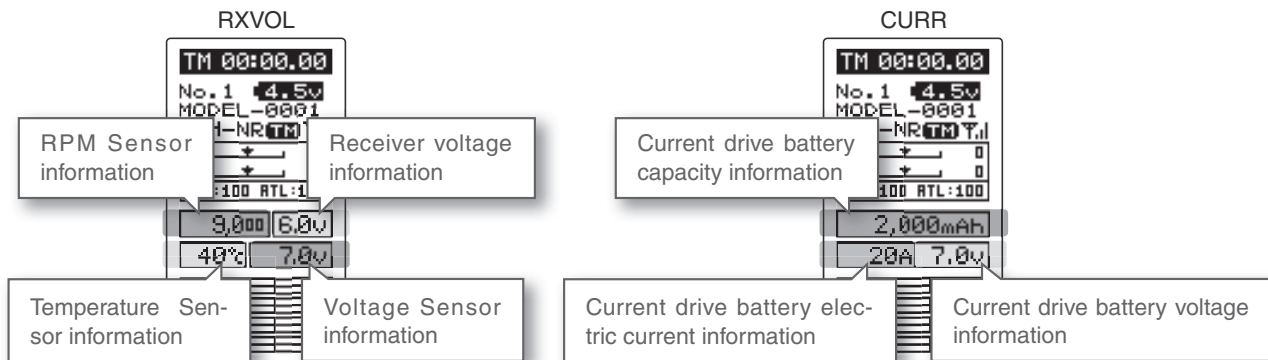 RXVOL
TM 00:00.00
No.1 4.5v
MODEL-0001
H-NR TM
RPM Sensor
information
Receiver voltage
information
:100 ATL:1
9,000 6.0v
40℃ 7.0v
Temperature Sen-
sor information
Voltage Sensor
information
CURR
TM 00:00.00
No.1 4.5v
MODEL-0001
-NR TM
Current drive battery
capacity information
0
0
100 ATL:100
2,000mAh
20A 7.0v
Current drive battery elec-
tric current information
Current drive battery voltage
information